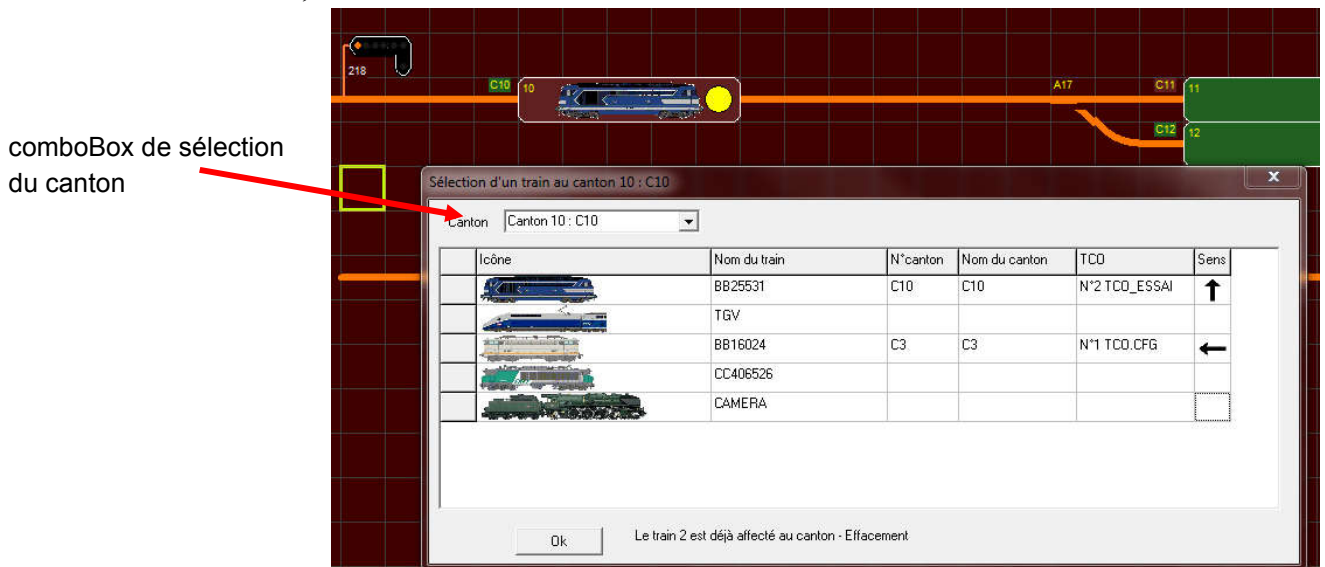 218
C10
10
A17
C11
11
C12
12
comboBox de sélection
du canton
Sélection d'un train au canton 10 : C10
x
Canton
Canton 10 : C10
Icône Nom du train N°canton Nom du canton TCO Sens
BB25531 C10 C10 N°2 TCO_ESSAI
TGV
BB16024 C3 C3 N°1 TCO.CFG
CC406526
CAMERA
Ok
Le train 2 est déjà affecté au canton - Effacement